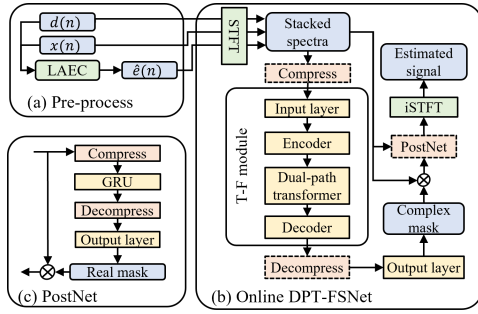 d(n)
x(n)
LAEC
ê(n)
(a) Pre-process
STFT
Stacked
spectra
Compress
T-F module
Input layer
Encoder
Dual-path
transformer
Decoder
Decompress
Output layer
Complex
mask
PostNet
iSTFT
Estimated
signal
(b) Online DPT-FSNet
Compress
GRU
Decompress
Output layer
Real mask
(c) PostNet